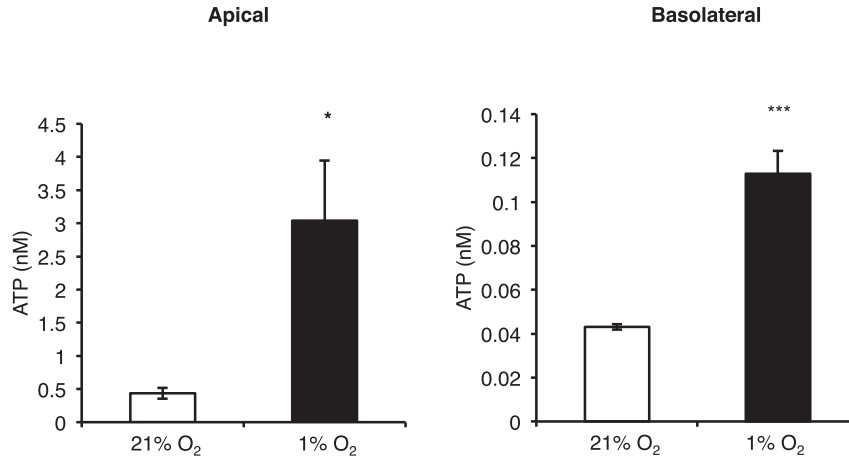 Apical
ATP (nM)
4.5
4
3.5
3
2.5
2
1.5
1
0.5
0
*
21% O₂
1% O₂
Basolateral
ATP (nM)
0.14
0.12
0.1
0.08
0.06
0.04
0.02
0
***
21% O₂
1% O₂